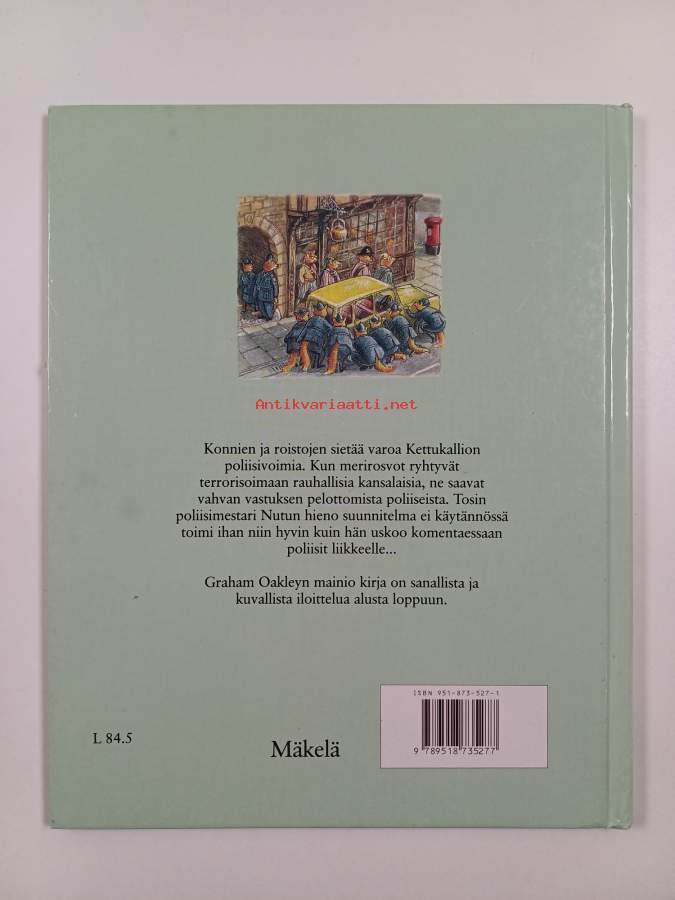 Antikvariaatti.net
Konnien ja roistojen sietää varoa Kettukallion
poliisivoimia. Kun merirosvot ryhtyvät
terrorisoimaan rauhallisia kansalaisia, ne saavat
vahvan vastuksen pelottomista poliiseista. Tosin
poliisimestari Nutun hieno suunnitelma ei käytännössä
toimi ihan niin hyvin kuin hän uskoo komentaessaan
poliisit liikkeelle...
Graham Oakleyn mainio kirja on sanallista ja
kuvallista iloittelua alusta loppuun.
ISBN 951-873-527-1
9 789518 735277
L 84.5
Mäkelä